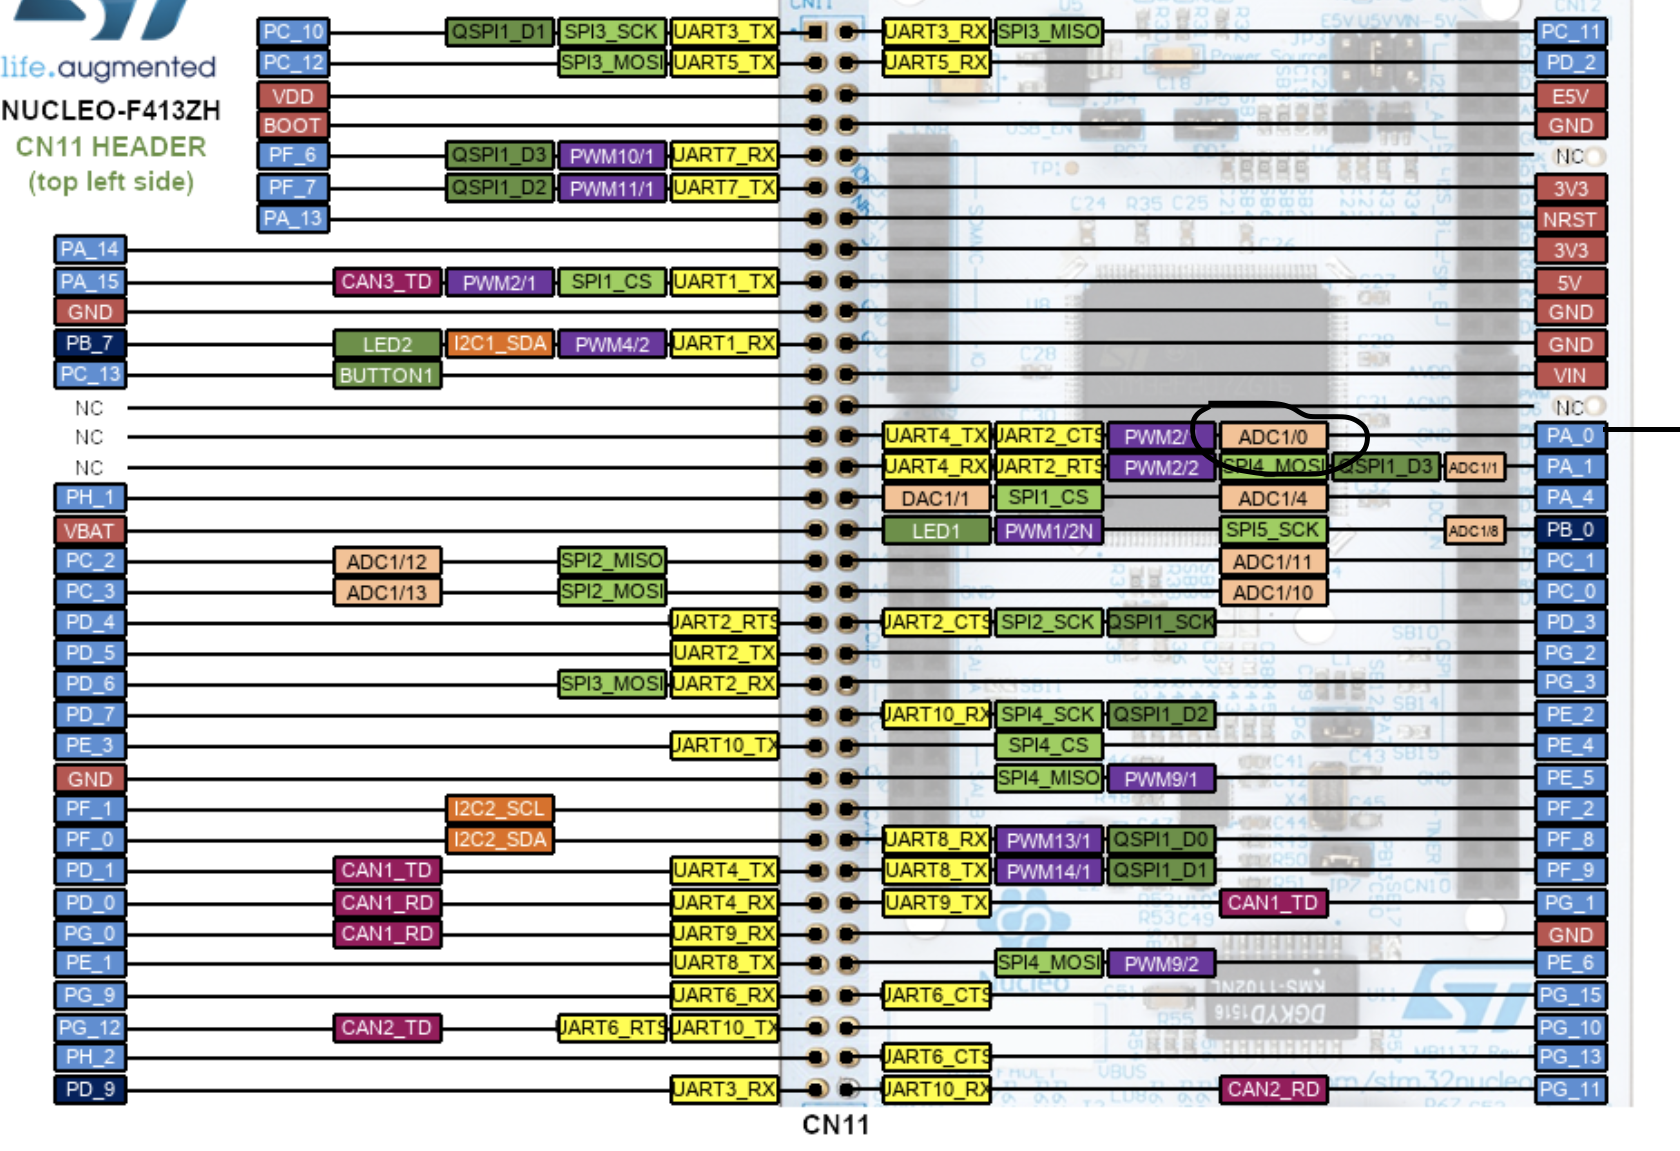 CN11
CN12
PC_10 QSPI1_D1 SPI3_SCK UART3_TX UART3_RX SPI3_MISO PC_11
life.augmented PC_12 SPI3_MOSI UART5_TX UART5_RX PD_2
NUCLEO-F413ZH VDD E5V
CN11 HEADER BOOT GND
(top left side) PF_6 QSPI1_D3 PWM10/1 UART7_RX NC
PF_7 QSPI1_D2 PWM11/1 UART7_TX 3V3
PA_13 NRST
PA_14 3V3
PA_15 CAN3_TD PWM2/1 SPI1_CS UART1_TX 5V
GND GND
PB_7 LED2 I2C1_SDA PWM4/2 UART1_RX GND
PC_13 BUTTON1 VIN
NC NC
NC UART4_TX UART2_CTS PWM2/ ADC1/0 PA_0
NC UART4_RX UART2_RTS PWM2/2 SPI4_MOSI QSPI1_D3 ADC1/1 PA_1
PH_1 DAC1/1 SPI1_CS ADC1/4 PA_4
VBAT LED1 PWM1/2N SPI5_SCK ADC1/8 PB_0
PC_2 ADC1/12 SPI2_MISO ADC1/11 PC_1
PC_3 ADC1/13 SPI2_MOSI ADC1/10 PC_0
PD_4 UART2_RTS UART2_CTS SPI2_SCK QSPI1_SCK PD_3
PD_5 UART2_TX PG_2
PD_6 SPI3_MOSI UART2_RX PG_3
PD_7 UART10_RX SPI4_SCK QSPI1_D2 PE_2
PE_3 UART10_TX SPI4_CS PE_4
GND SPI4_MISO PWM9/1 PE_5
PF_1 I2C2_SCL PF_2
PF_0 I2C2_SDA UART8_RX PWM13/1 QSPI1_D0 PF_8
PD_1 CAN1_TD UART4_TX UART8_TX PWM14/1 QSPI1_D1 PF_9
PD_0 CAN1_RD UART4_RX UART9_TX CAN1_TD PG_1
PG_0 CAN1_RD UART9_RX GND
PE_1 UART8_TX SPI4_MOSI PWM9/2 PE_6
PG_9 UART6_RX UART6_CTS PG_15
PG_12 CAN2_TD UART6_RTS UART10_TX PG_10
PH_2 UART6_CTS PG_13
PD_9 UART3_RX UART10_RX CAN2_RD PG_11
CN11